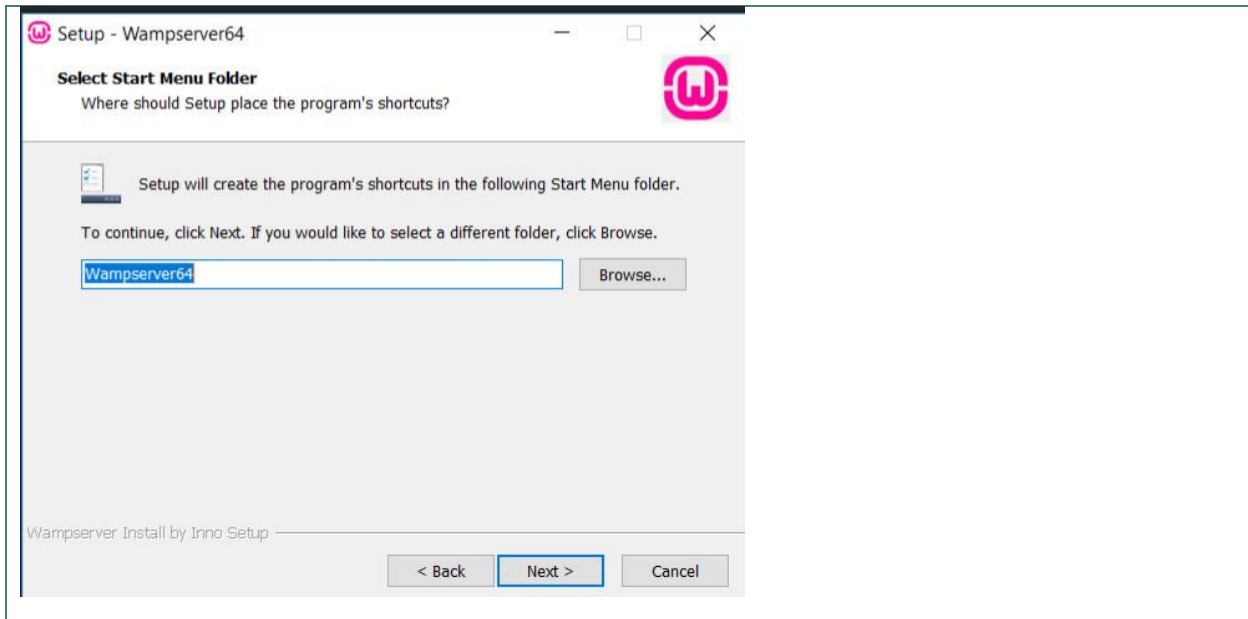 Setup - Wampserver64
Select Start Menu Folder
Where should Setup place the program's shortcuts?
Setup will create the program's shortcuts in the following Start Menu folder.
To continue, click Next. If you would like to select a different folder, click Browse.
Wampserver64
Browse...
Wampserver Install by Inno Setup
< Back
Next >
Cancel